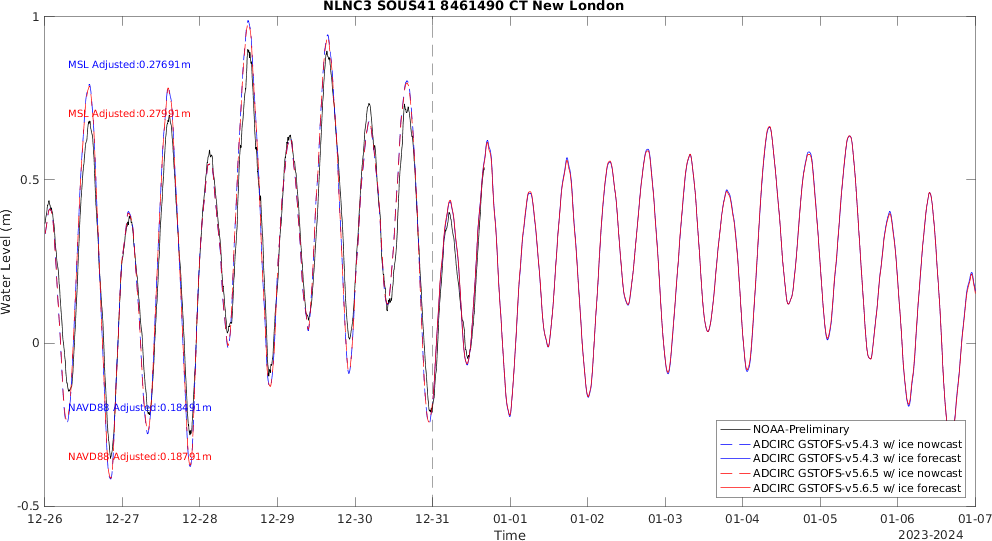 NLNC3 SOUS41 8461490 CT New London
1
MSL Adjusted:0.27691m
MSL Adjusted:0.27991m
0.5
Water Level (m)
0
NAVD88 Adjusted:0.18491m
NAVD88 Adjusted:0.18791m
-0.5
NOAA-Preliminary
ADCIRC GSTOFS-v5.4.3 w/ ice nowcast
ADCIRC GSTOFS-v5.4.3 w/ ice forecast
ADCIRC GSTOFS-v5.6.5 w/ ice nowcast
ADCIRC GSTOFS-v5.6.5 w/ ice forecast
12-26 12-27 12-28 12-29 12-30 12-31 01-01 01-02 01-03 01-04 01-05 01-06 01-07
Time
2023-2024